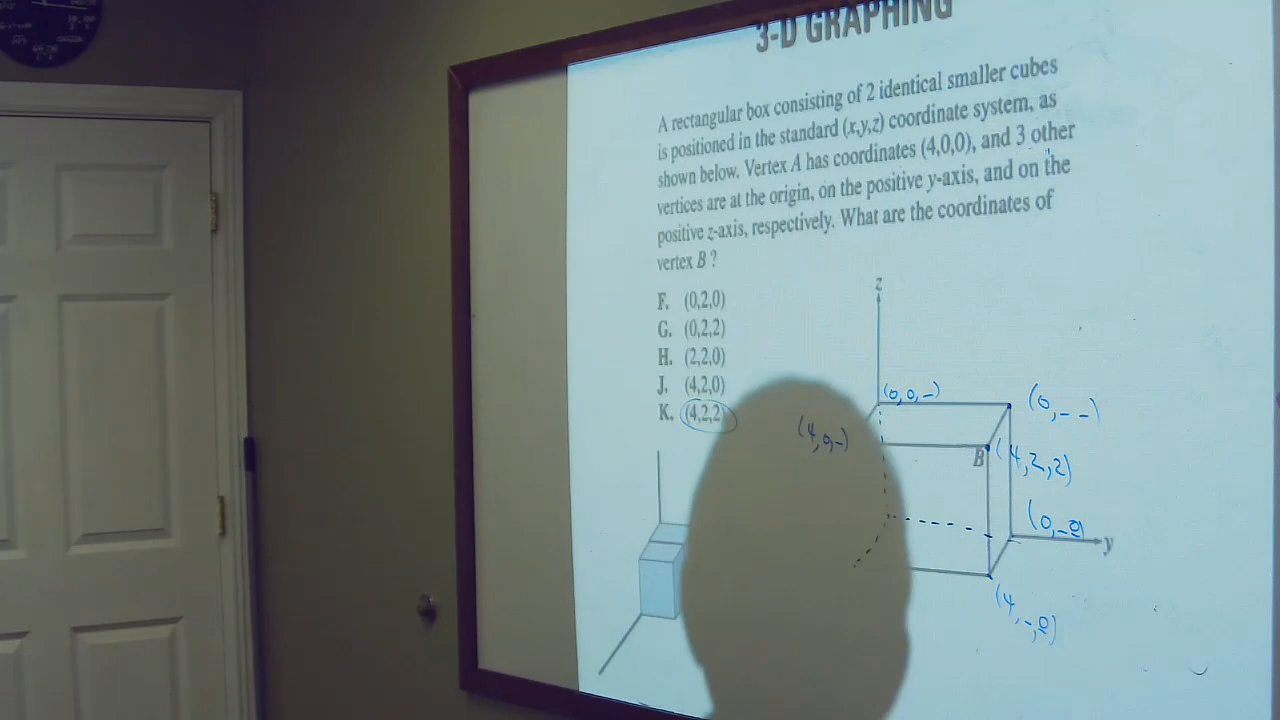 3-D GRAPHING
A rectangular box consisting of 2 identical smaller cubes
is positioned in the standard (x,y,z) coordinate system, as
shown below. Vertex A has coordinates (4,0,0), and 3 other
vertices are at the origin, on the positive y-axis, and on the
positive z-axis, respectively. What are the coordinates of
vertex B ?
F. (0,2,0)
G. (0,2,2)
H. (2,2,0)
J. (4,2,0)
K. (4,2,2)
z
(0,0,-)
(0,_ _)
(4,0,-)
B
(4,2,2)
(0,_0)
y
(4,-,0)